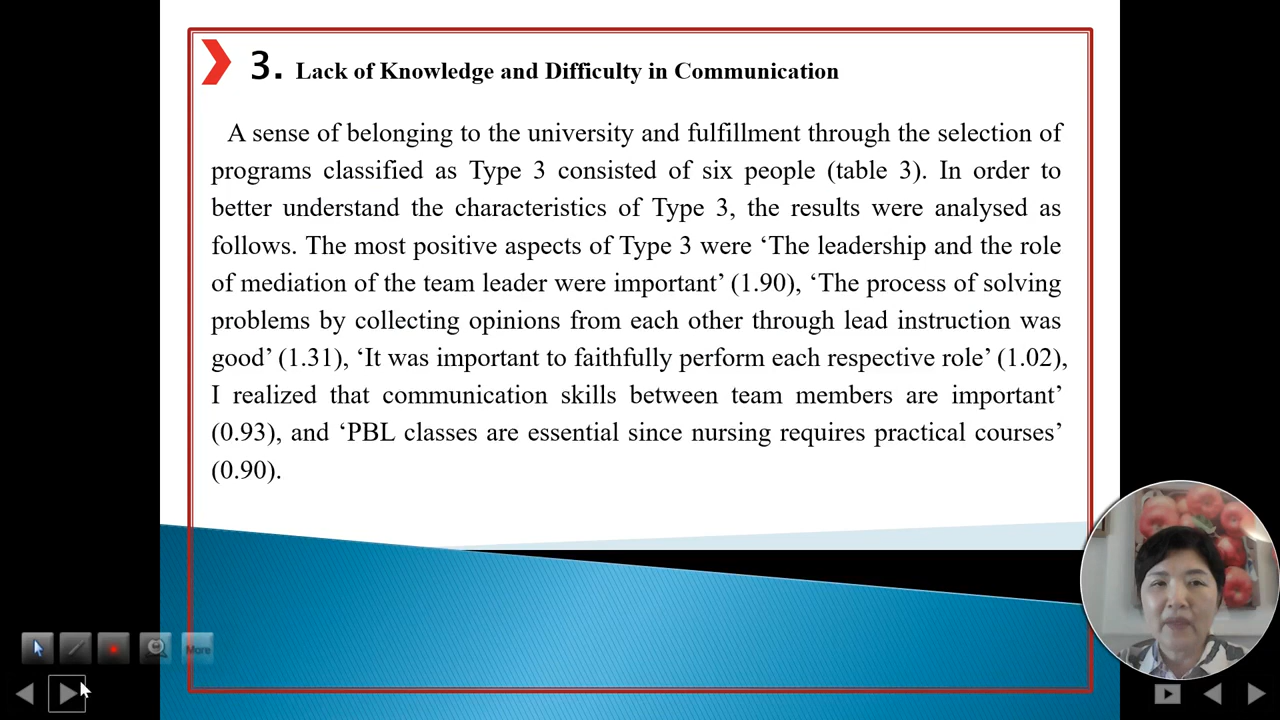 3. Lack of Knowledge and Difficulty in Communication
A sense of belonging to the university and fulfillment through the selection of
programs classified as Type 3 consisted of six people (table 3). In order to
better understand the characteristics of Type 3, the results were analysed as
follows. The most positive aspects of Type 3 were ‘The leadership and the role
of mediation of the team leader were important’ (1.90), ‘The process of solving
problems by collecting opinions from each other through lead instruction was
good’ (1.31), ‘It was important to faithfully perform each respective role’ (1.02),
I realized that communication skills between team members are important’
(0.93), and ‘PBL classes are essential since nursing requires practical courses’
(0.90).
More